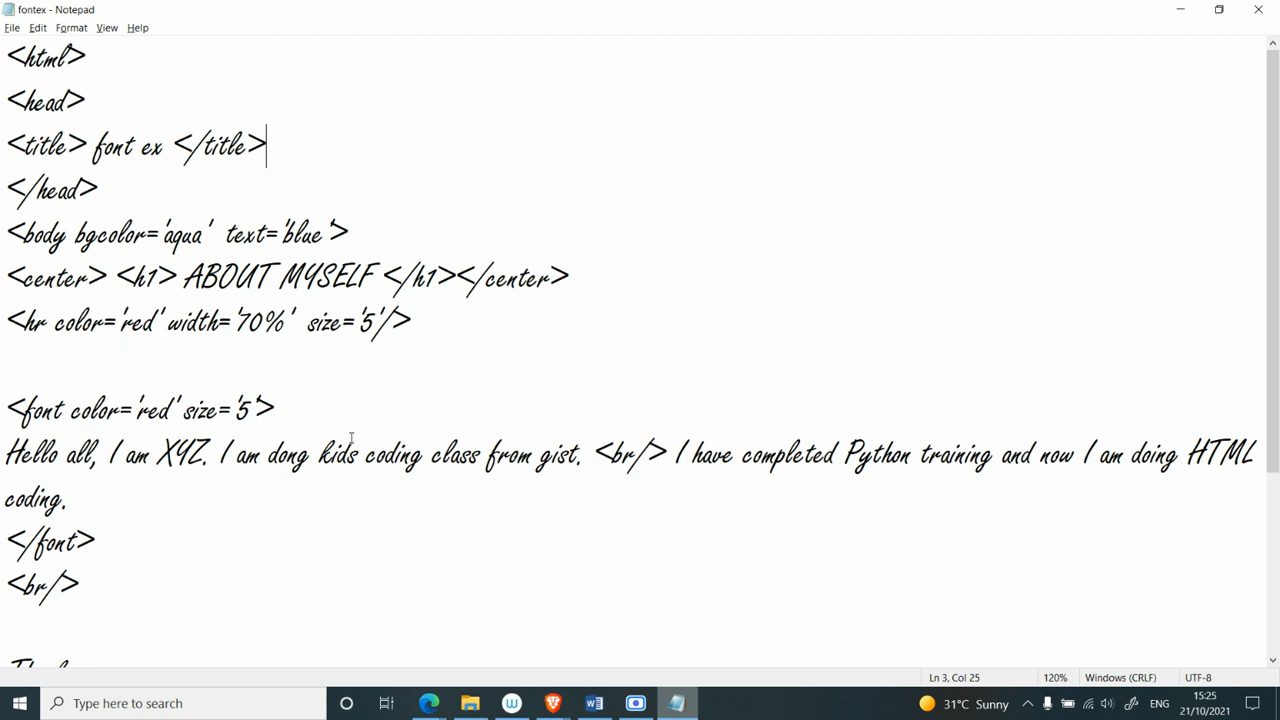 fontex - Notepad
File Edit Format View Help
<html>
<head>
<title> font ex </title>
</head>
<body bgcolor='aqua' text='blue'>
<center> <h1> ABOUT MYSELF </h1></center>
<hr color='red' width='70%' size='5'/>
<font color='red' size='5'>
Hello all, I am XYZ. I am dong kids coding class from gist. <br/> I have completed Python training and now I am doing HTML
coding.
</font>
<br/>
Ln 3, Col 25 120% Windows (CRLF) UTF-8
Type here to search 31°C Sunny ENG 15:25
21/10/2021